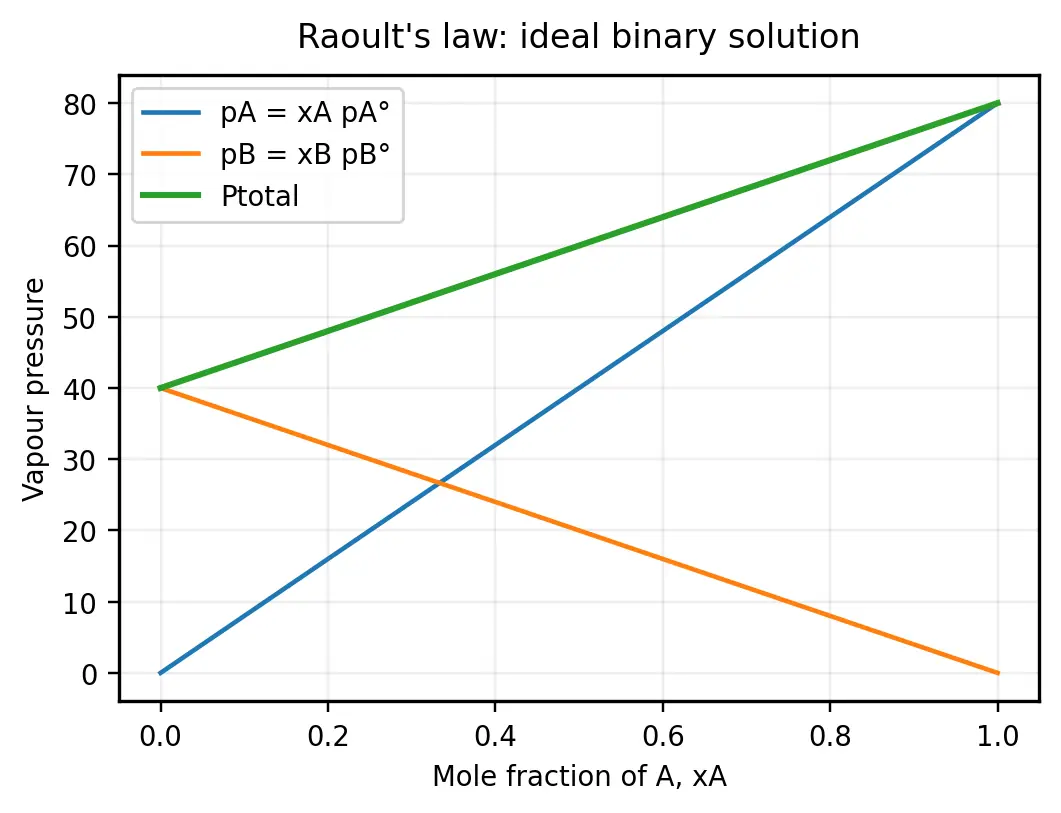 Raoult's law: ideal binary solution
pA = xA pA°
pB = xB pB°
Ptotal
Vapour pressure
80
70
60
50
40
30
20
10
0
0.0 0.2 0.4 0.6 0.8 1.0
Mole fraction of A, xA